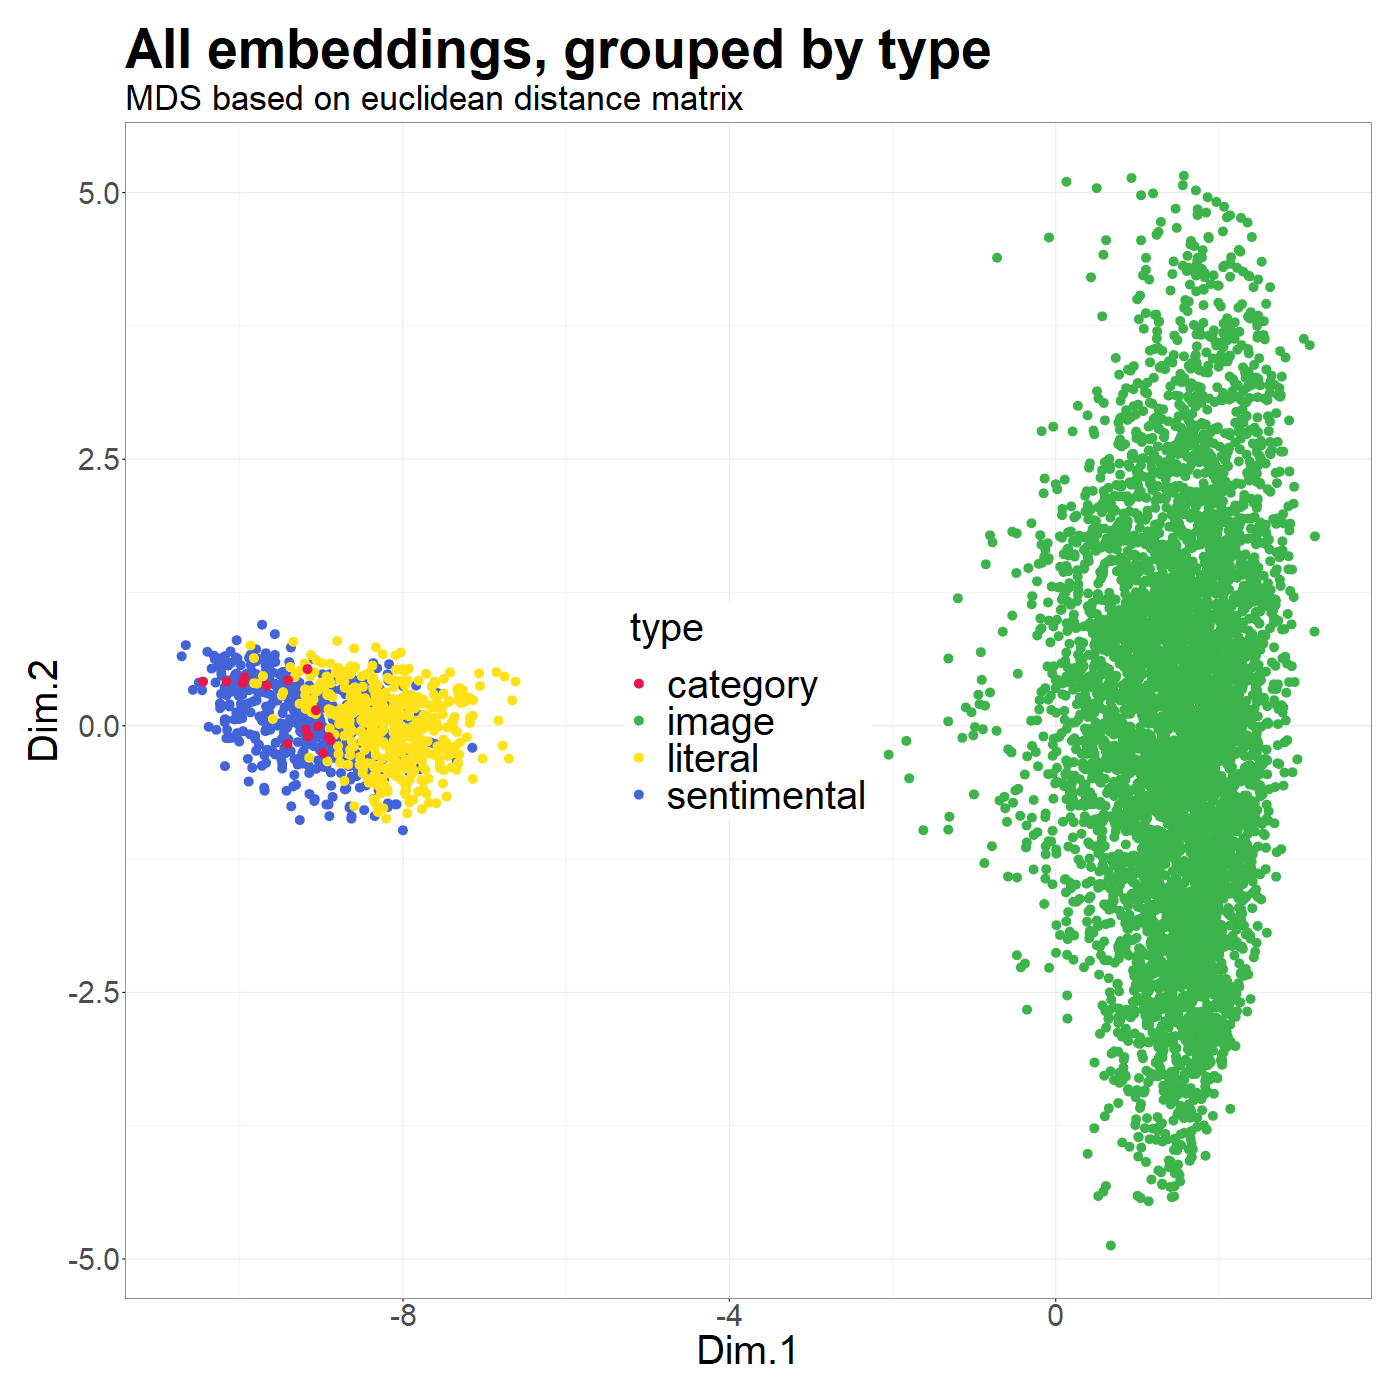 All embeddings, grouped by type
MDS based on euclidean distance matrix
5.0
2.5
0.0
-2.5
-5.0
Dim.2
type
category
image
literal
sentimental
-8
-4
0
Dim.1